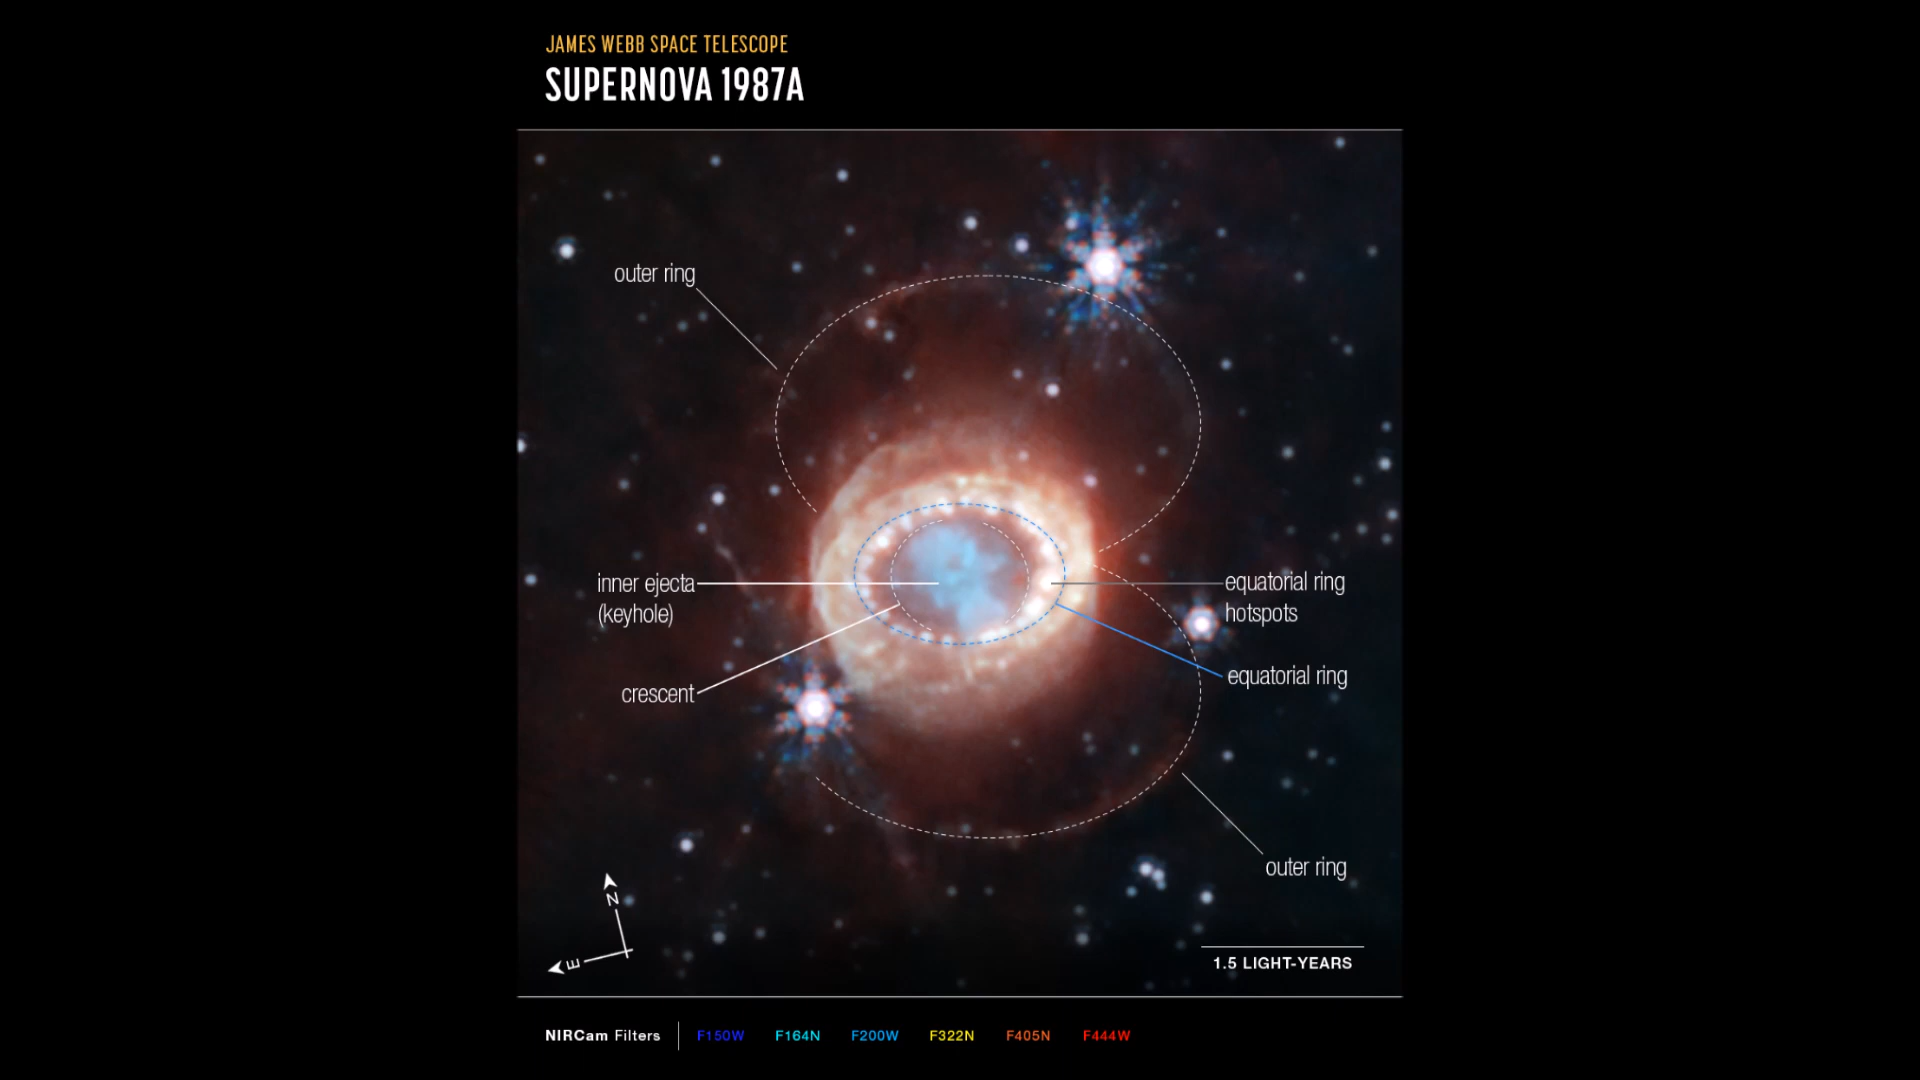 JAMES WEBB SPACE TELESCOPE
SUPERNOVA 1987A
outer ring
inner ejecta
(keyhole)
crescent
equatorial ring
hotspots
equatorial ring
outer ring
N
E
1.5 LIGHT-YEARS
NIRCam Filters F150W F164N F200W F322N F405N F444W